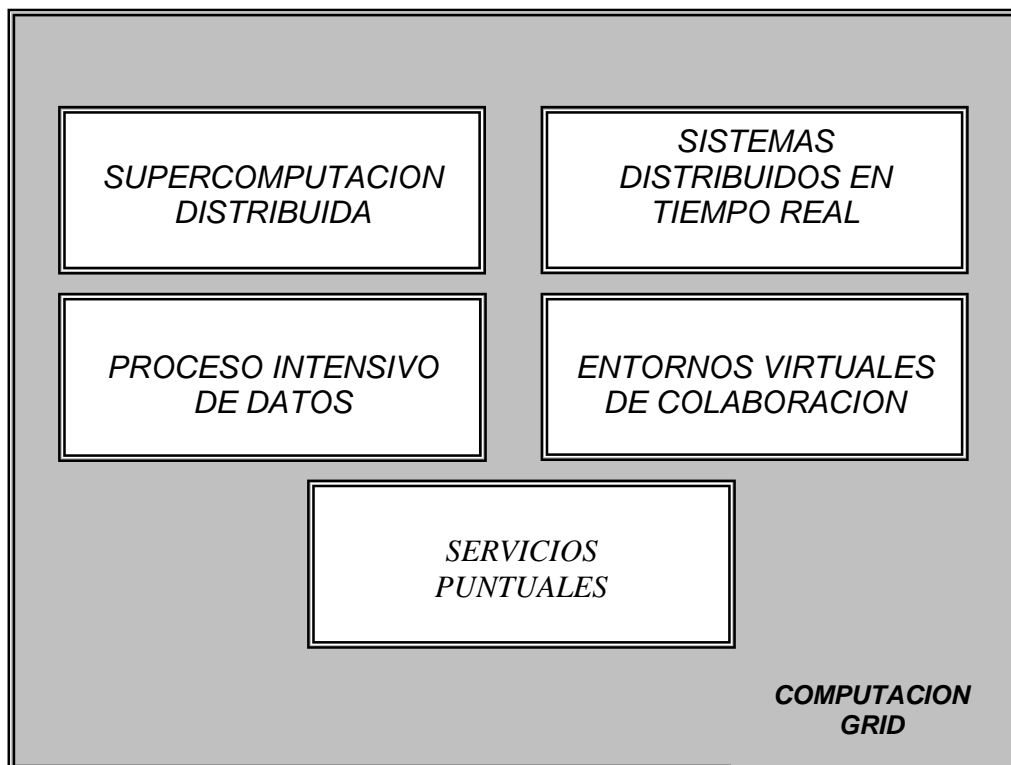 SUPERCOMPUTACION
DISTRIBUIDA
SISTEMAS
DISTRIBUIDOS EN
TIEMPO REAL
PROCESO INTENSIVO
DE DATOS
ENTORNOS VIRTUALES
DE COLABORACION
SERVICIOS
PUNTUALES
COMPUTACION
GRID